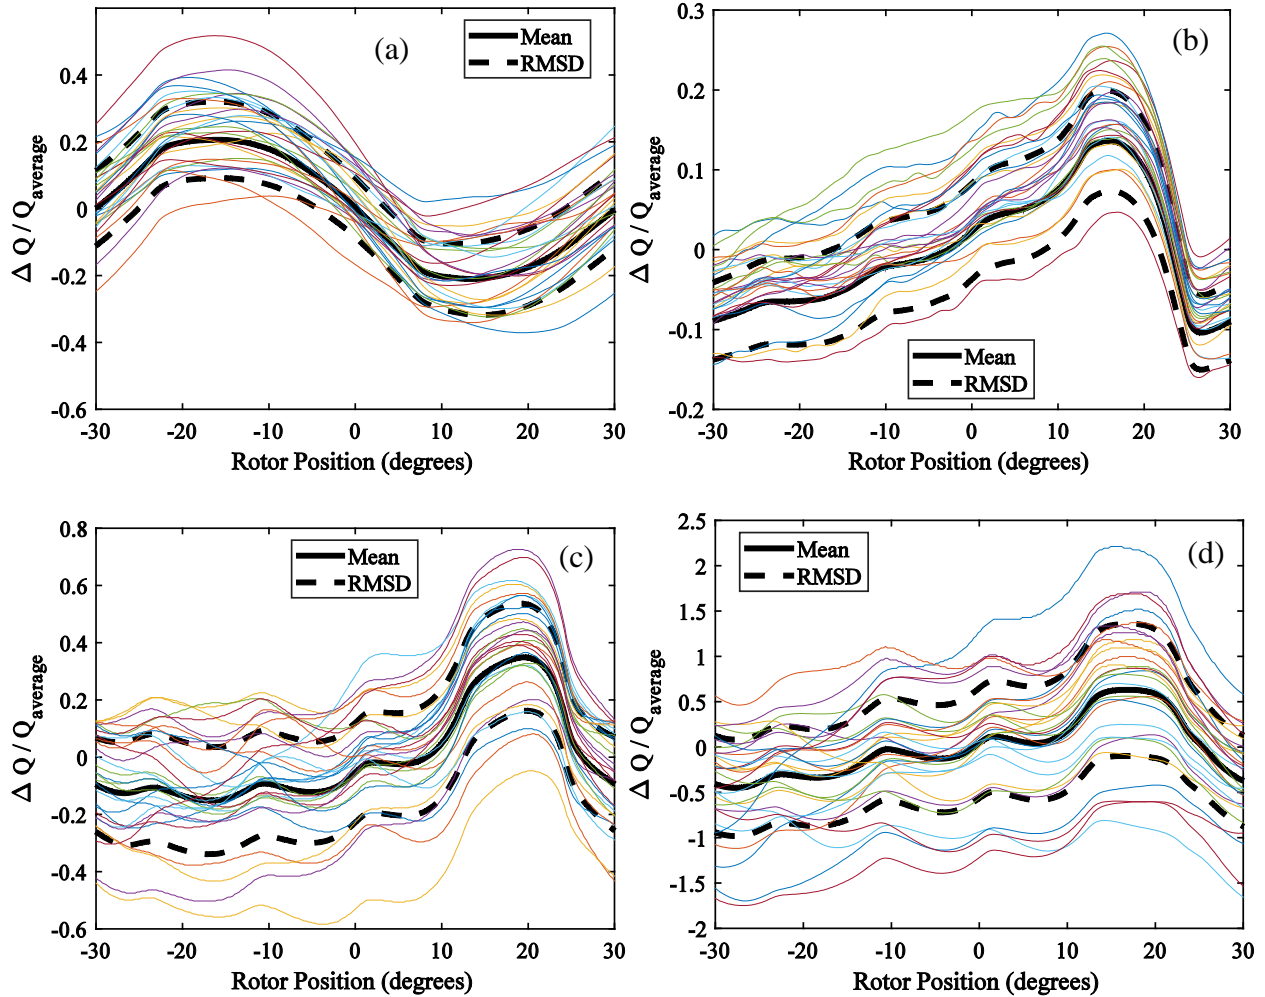 (a)
Mean
RMSD
0.4
0.2
0
-0.2
-0.4
-0.6
-30 -20 -10 0 10 20 30
Δ Q / Qaverage
Rotor Position (degrees)
(b)
0.3
0.2
0.1
0
-0.1
-0.2
Mean
RMSD
-30 -20 -10 0 10 20 30
Δ Q / Qaverage
Rotor Position (degrees)
(c)
Mean
RMSD
0.8
0.6
0.4
0.2
0
-0.2
-0.4
-0.6
-30 -20 -10 0 10 20 30
Δ Q / Qaverage
Rotor Position (degrees)
(d)
Mean
RMSD
2.5
2
1.5
1
0.5
0
-0.5
-1
-1.5
-2
-30 -20 -10 0 10 20 30
Δ Q / Qaverage
Rotor Position (degrees)